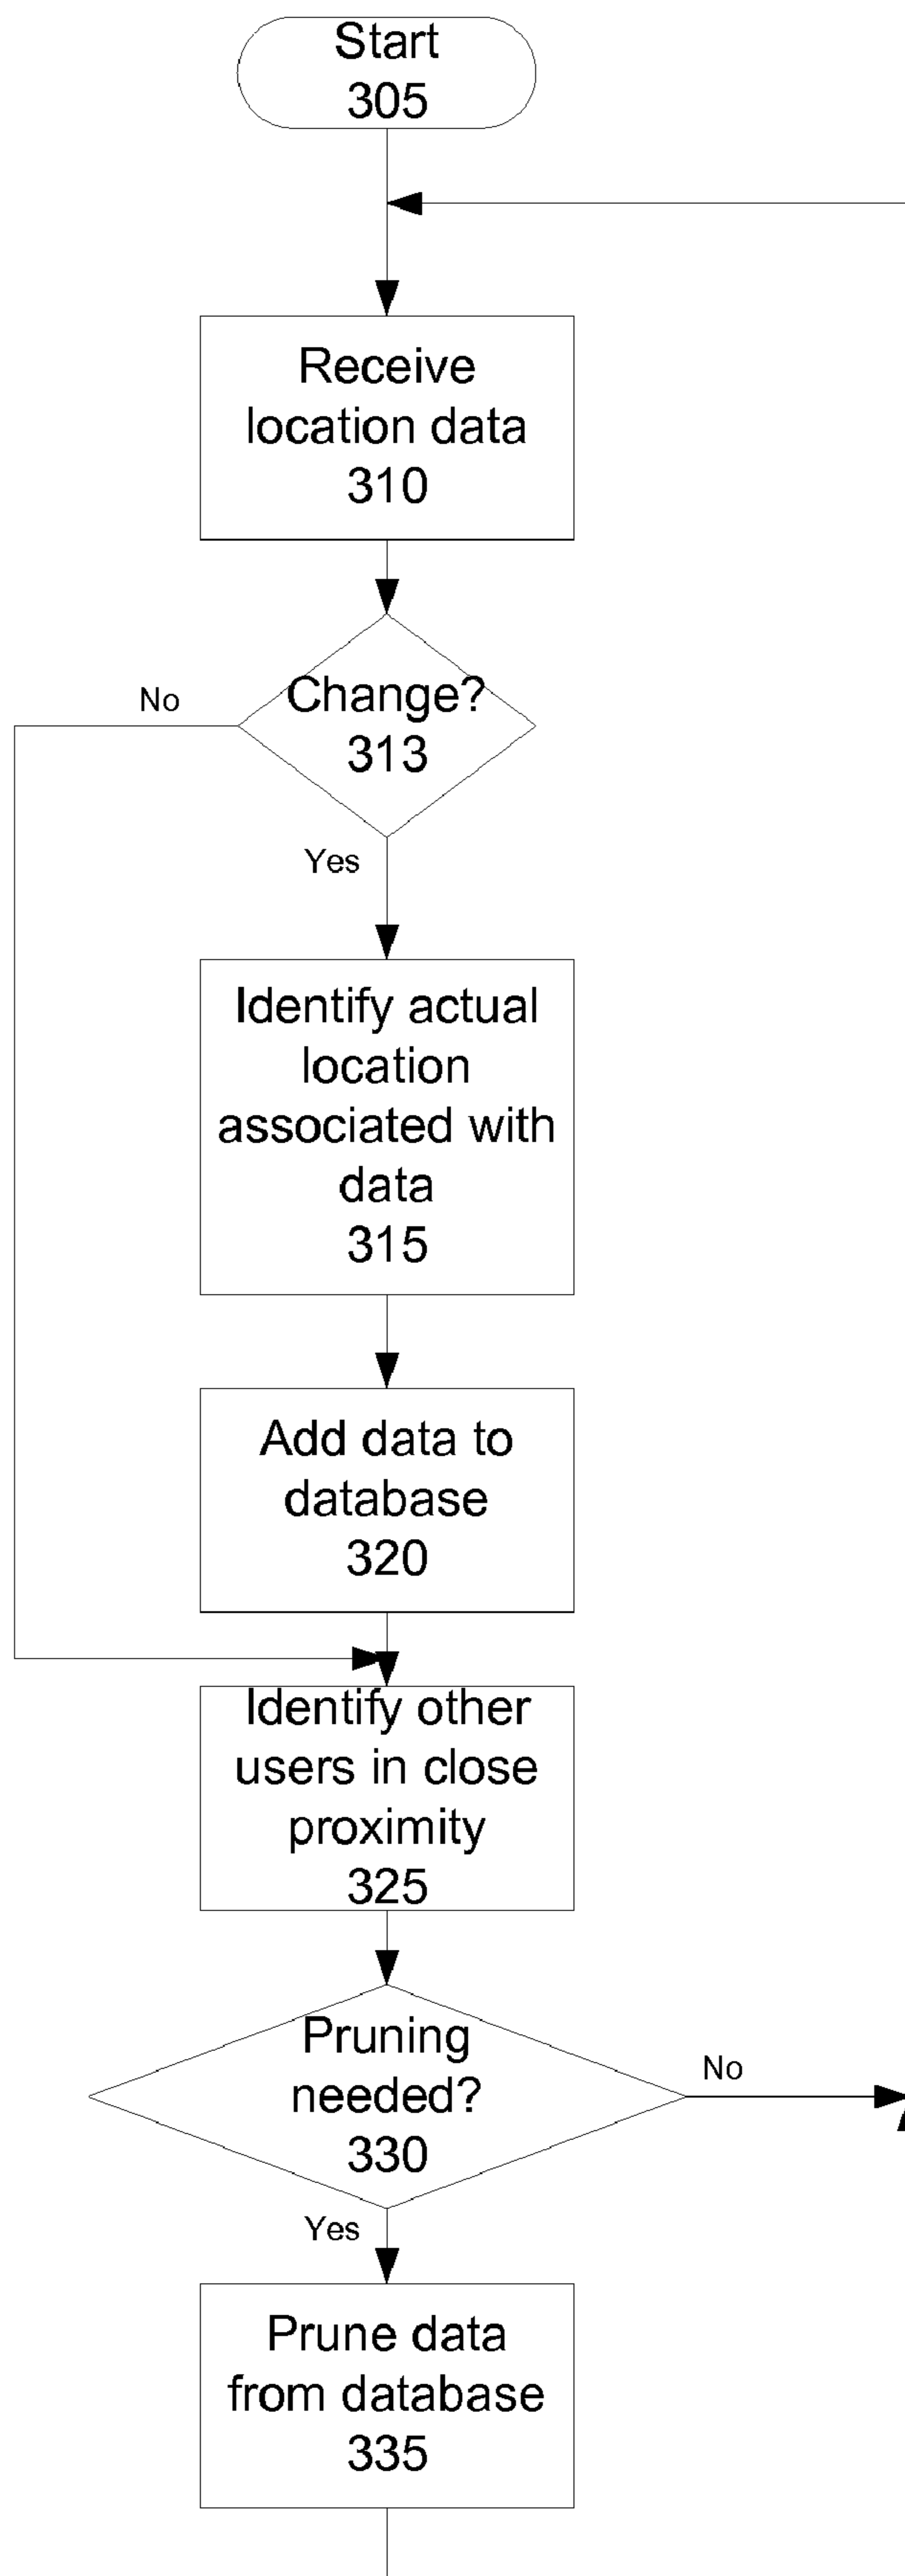 Start
305
Receive
location data
310
Change?
313
No
Yes
Identify actual
location
associated with
data
315
Add data to
database
320
Identify other
users in close
proximity
325
Pruning
needed?
330
No
Yes
Prune data
from database
335